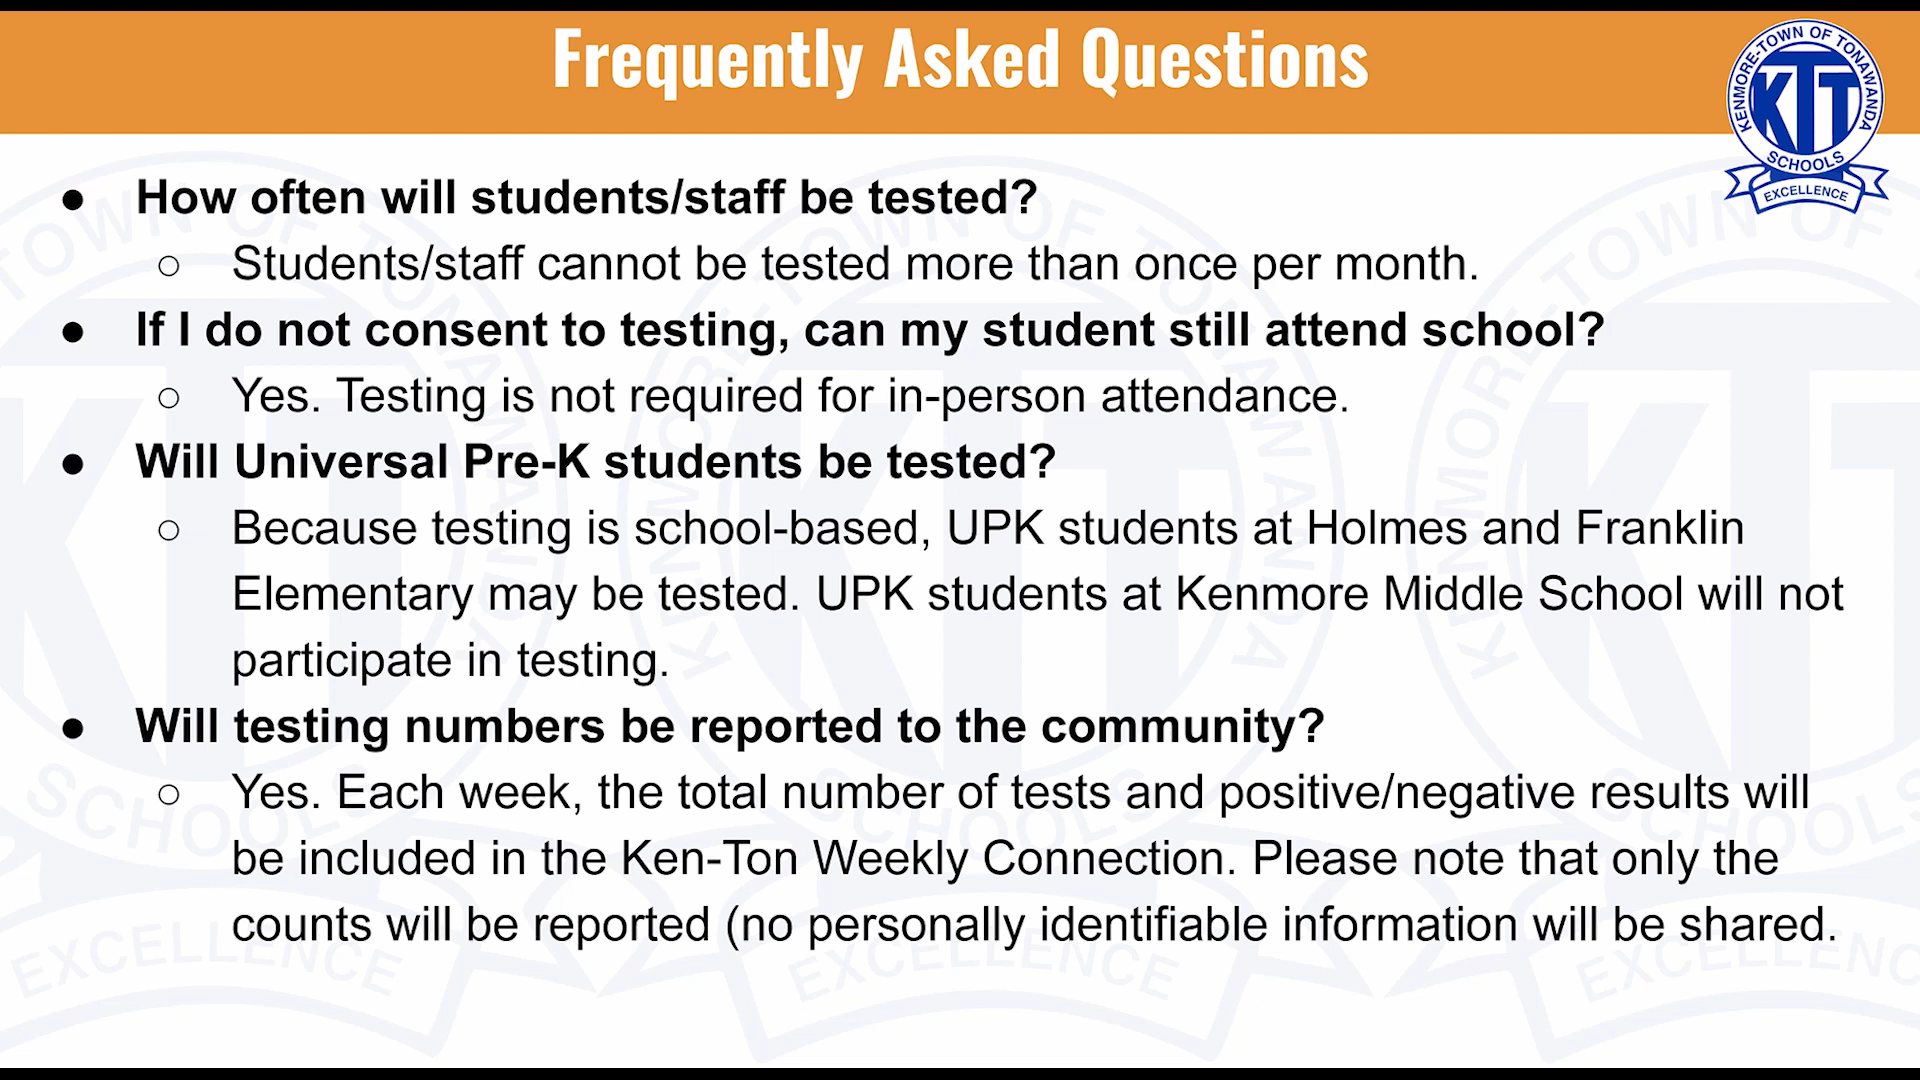 Frequently Asked Questions
KENMORE-TOWN OF TONAWANDA
KTT
SCHOOLS
EXCELLENCE
● How often will students/staff be tested?
○ Students/staff cannot be tested more than once per month.
● If I do not consent to testing, can my student still attend school?
○ Yes. Testing is not required for in-person attendance.
● Will Universal Pre-K students be tested?
○ Because testing is school-based, UPK students at Holmes and Franklin
Elementary may be tested. UPK students at Kenmore Middle School will not
participate in testing.
● Will testing numbers be reported to the community?
○ Yes. Each week, the total number of tests and positive/negative results will
be included in the Ken-Ton Weekly Connection. Please note that only the
counts will be reported (no personally identifiable information will be shared.